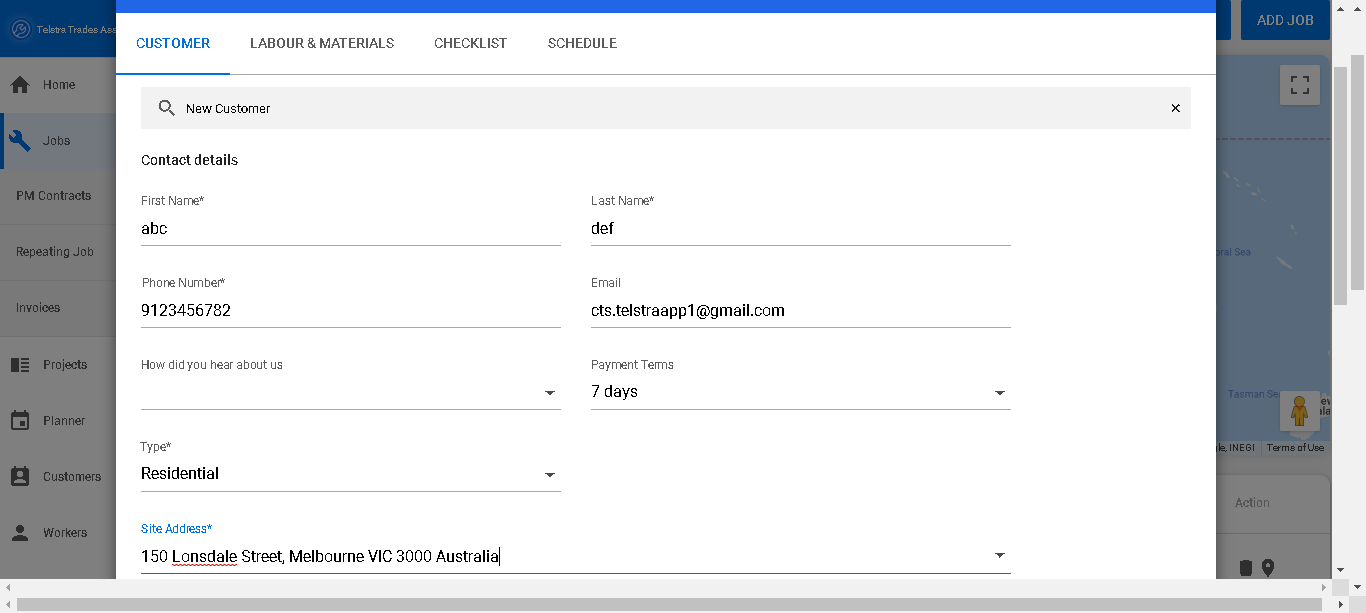 Telstra Trades Ass
ADD JOB
CUSTOMER
LABOUR & MATERIALS
CHECKLIST
SCHEDULE
Home
New Customer
×
Jobs
Contact details
PM Contracts
First Name*
Last Name*
abc
def
Repeating Job
oral Sea
Phone Number*
Email
Invoices
9123456782
cts.telstraapp1@gmail.com
Projects
How did you hear about us
Payment Terms
7 days
Tasman Sea
Planner
Type*
gle, INEGI
Terms of Use
Residential
Customers
Action
Site Address*
Workers
150 Lonsdale Street, Melbourne VIC 3000 Australia